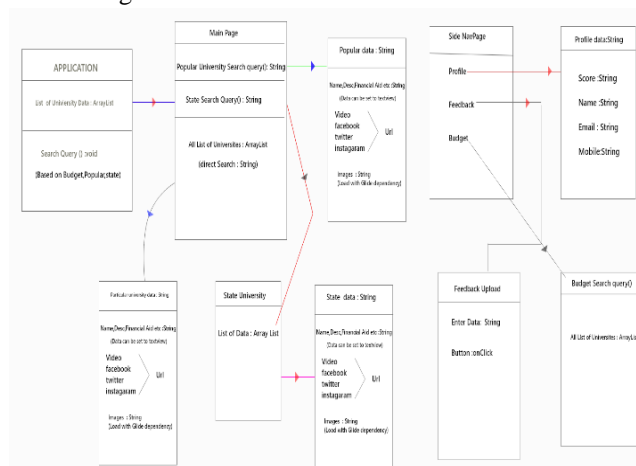 APPLICATION
List of University Data : ArrayList
Search Query () :void
(Based on Budget,Popular,state)
Main Page
Popular University Search query(): String
State Search Query() : String
All List of Universites : ArrayList
(direct Search : String)
Popular data : String
Name,Desc,Financial Aid etc :String
(Data can be set to textview)
Video
facebook
twitter
instagaram
Url
Images : String
(Load with Glide dependency)
Side NavPage
Profile
Feedback
Budget
Profile data:String
Score :String
Name :String
Email : String
Mobile:String
Particular university data: String
Name,Desc,Financial Aid etc :String
(Data can be set to textview)
Video
facebook
twitter
instagaram
Url
Images : String
(Load with Glide dependency)
State University
List of Data : Array List
State data : String
Name,Desc,Financial Aid etc :String
(Data can be set to textview)
Video
facebook
twitter
instagaram
Url
Images : String
(Load with Glide dependency)
Feedback Upload
Enter Data: String
Button :onClick
Budget Search query()
All List of Universites : ArrayList